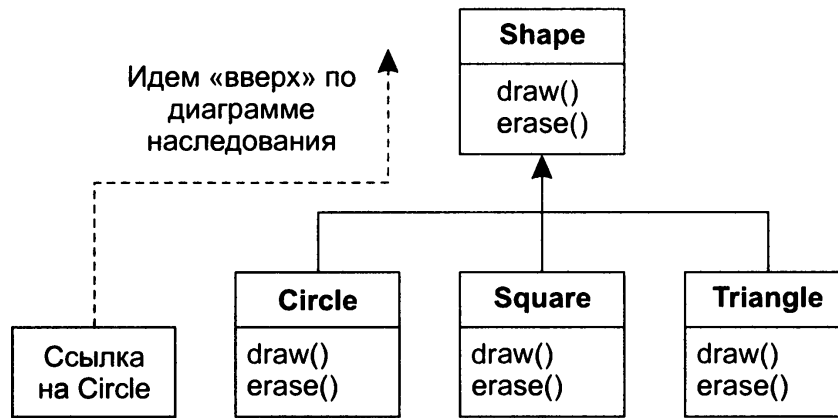 Shape
draw()
erase()
Идем «вверх» по
диаграмме
наследования
Circle
draw()
erase()
Square
draw()
erase()
Triangle
draw()
erase()
Ссылка
на Circle